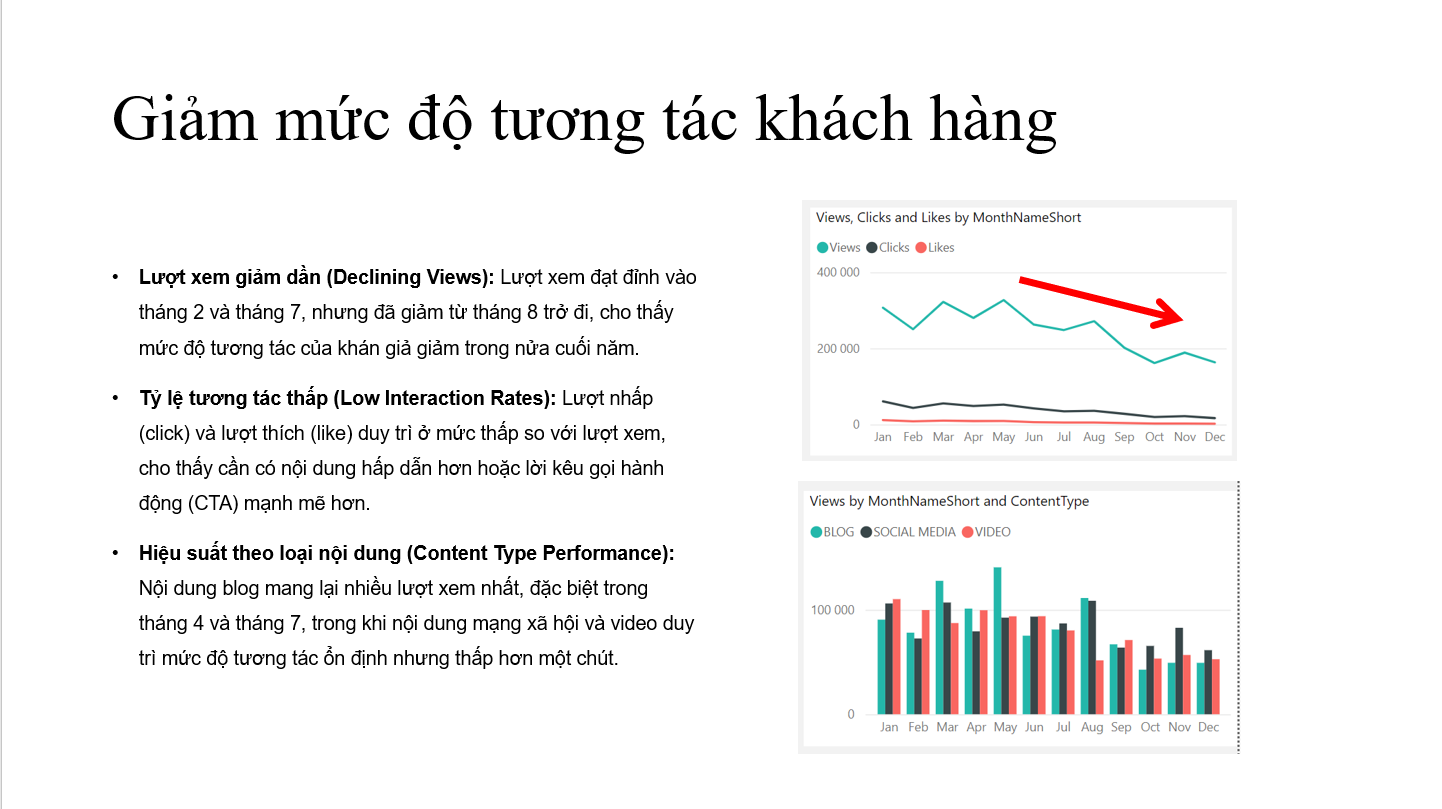 Giảm mức độ tương tác khách hàng
• Lượt xem giảm dần (Declining Views): Lượt xem đạt đỉnh vào
tháng 2 và tháng 7, nhưng đã giảm từ tháng 8 trở đi, cho thấy
mức độ tương tác của khán giả giảm trong nửa cuối năm.
• Tỷ lệ tương tác thấp (Low Interaction Rates): Lượt nhấp
(click) và lượt thích (like) duy trì ở mức thấp so với lượt xem,
cho thấy cần có nội dung hấp dẫn hơn hoặc lời kêu gọi hành
động (CTA) mạnh mẽ hơn.
• Hiệu suất theo loại nội dung (Content Type Performance):
Nội dung blog mang lại nhiều lượt xem nhất, đặc biệt trong
tháng 4 và tháng 7, trong khi nội dung mạng xã hội và video duy
trì mức độ tương tác ổn định nhưng thấp hơn một chút.
Views, Clicks and Likes by MonthNameShort
Views Clicks Likes
400 000
200 000
0
Jan Feb Mar Apr May Jun Jul Aug Sep Oct Nov Dec
Views by MonthNameShort and ContentType
BLOG SOCIAL MEDIA VIDEO
100 000
0
Jan Feb Mar Apr May Jun Jul Aug Sep Oct Nov Dec